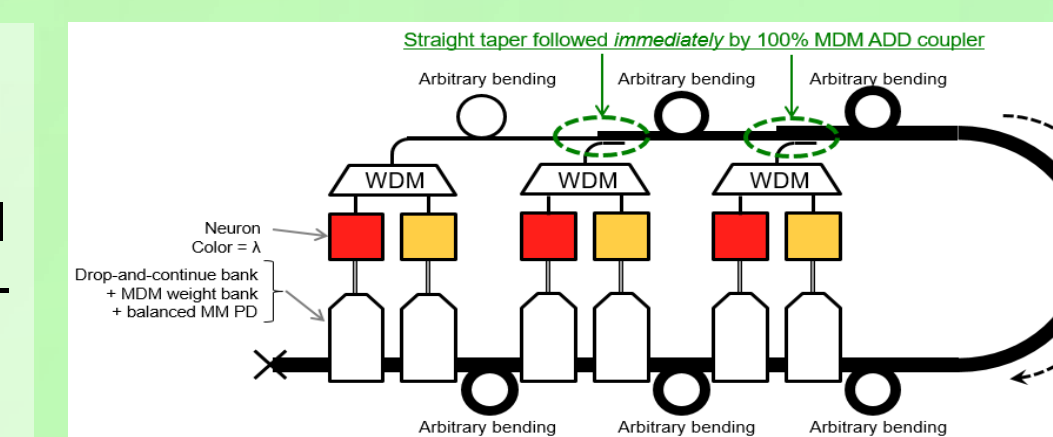 Straight taper followed immediately by 100% MDM ADD coupler
Arbitrary bending
Arbitrary bending
Arbitrary bending
WDM
WDM
WDM
Neuron
Color = λ
Drop-and-continue bank
+ MDM weight bank
+ balanced MM PD
Arbitrary bending
Arbitrary bending
Arbitrary bending